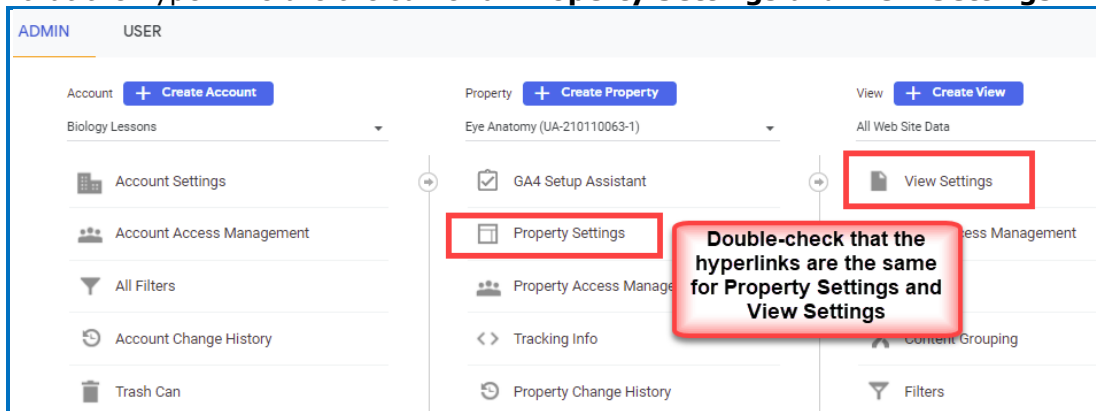 Property Settings and
ADMIN USER
Account + Create Account Property + Create Property View + Create View
Biology Lessons Eye Anatomy (UA-210110063-1) All Web Site Data
Account Settings GA4 Setup Assistant View Settings
Account Access Management Property Settings Management
Double-check that the
hyperlinks are the same
for Property Settings and
View Settings
All Filters Property Access
Account Change History Tracking Info Content Grouping
Trash Can Property Change History Filters